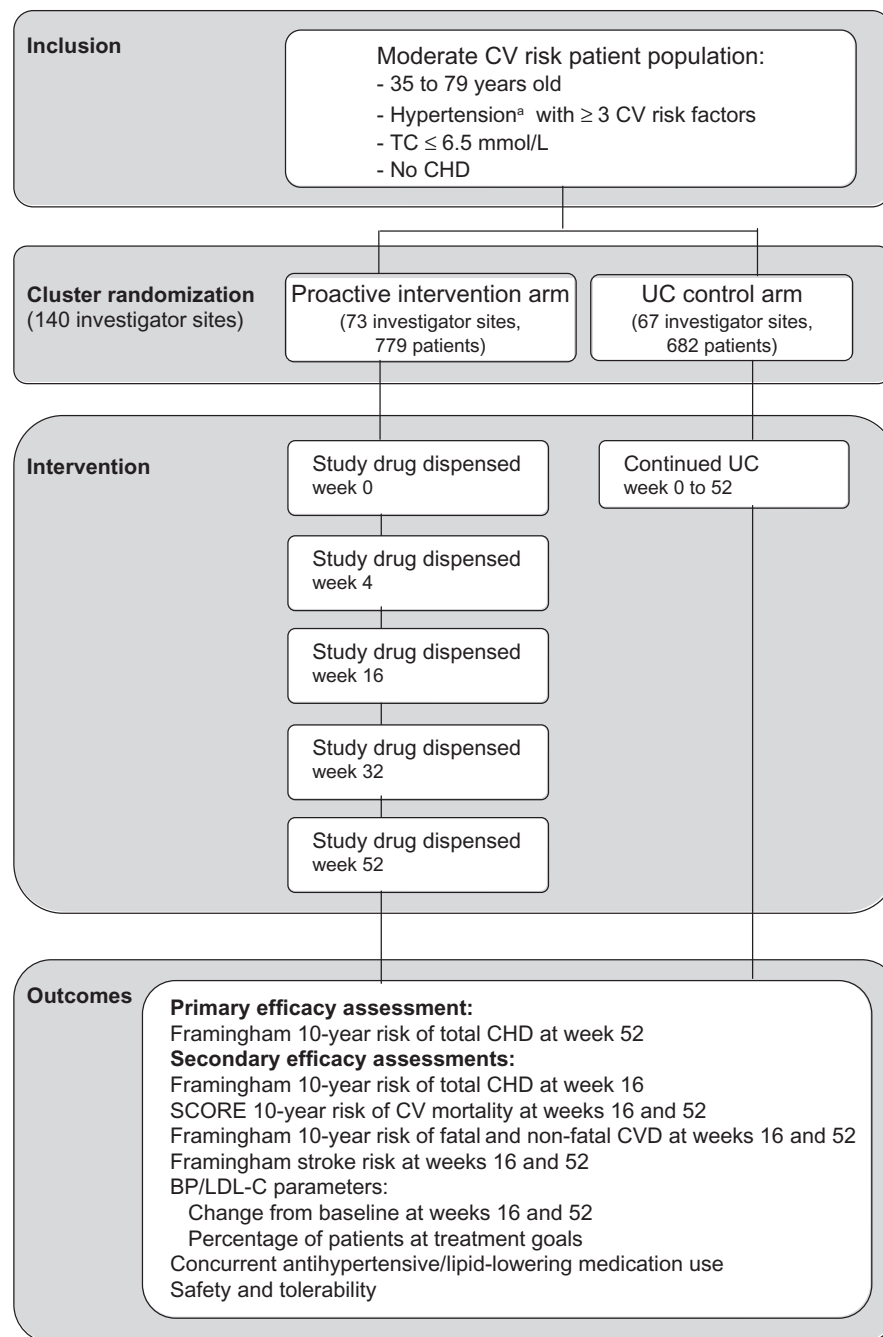 Inclusion
Moderate CV risk patient population:
- 35 to 79 years old
- Hypertensionᵃ with ≥ 3 CV risk factors
- TC ≤ 6.5 mmol/L
- No CHD
Cluster randomization
(140 investigator sites)
Proactive intervention arm
(73 investigator sites,
779 patients)
UC control arm
(67 investigator sites,
682 patients)
Intervention
Study drug dispensed
week 0
Continued UC
week 0 to 52
Study drug dispensed
week 4
Study drug dispensed
week 16
Study drug dispensed
week 32
Study drug dispensed
week 52
Outcomes
Primary efficacy assessment:
Framingham 10-year risk of total CHD at week 52
Secondary efficacy assessments:
Framingham 10-year risk of total CHD at week 16
SCORE 10-year risk of CV mortality at weeks 16 and 52
Framingham 10-year risk of fatal and non-fatal CVD at weeks 16 and 52
Framingham stroke risk at weeks 16 and 52
BP/LDL-C parameters:
Change from baseline at weeks 16 and 52
Percentage of patients at treatment goals
Concurrent antihypertensive/lipid-lowering medication use
Safety and tolerability